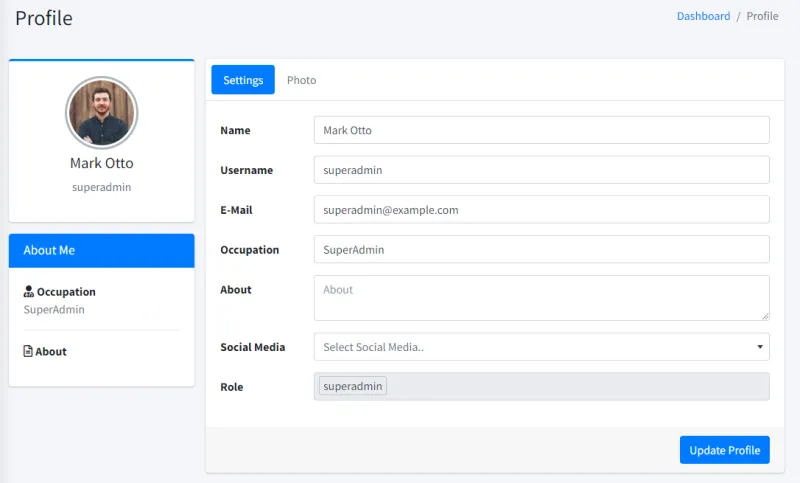 Profile
Dashboard / Profile
Mark Otto
superadmin
About Me
Occupation
SuperAdmin
About
Settings
Photo
Name
Mark Otto
Username
superadmin
E-Mail
superadmin@example.com
Occupation
SuperAdmin
About
About
Social Media
Select Social Media..
Role
superadmin
Update Profile